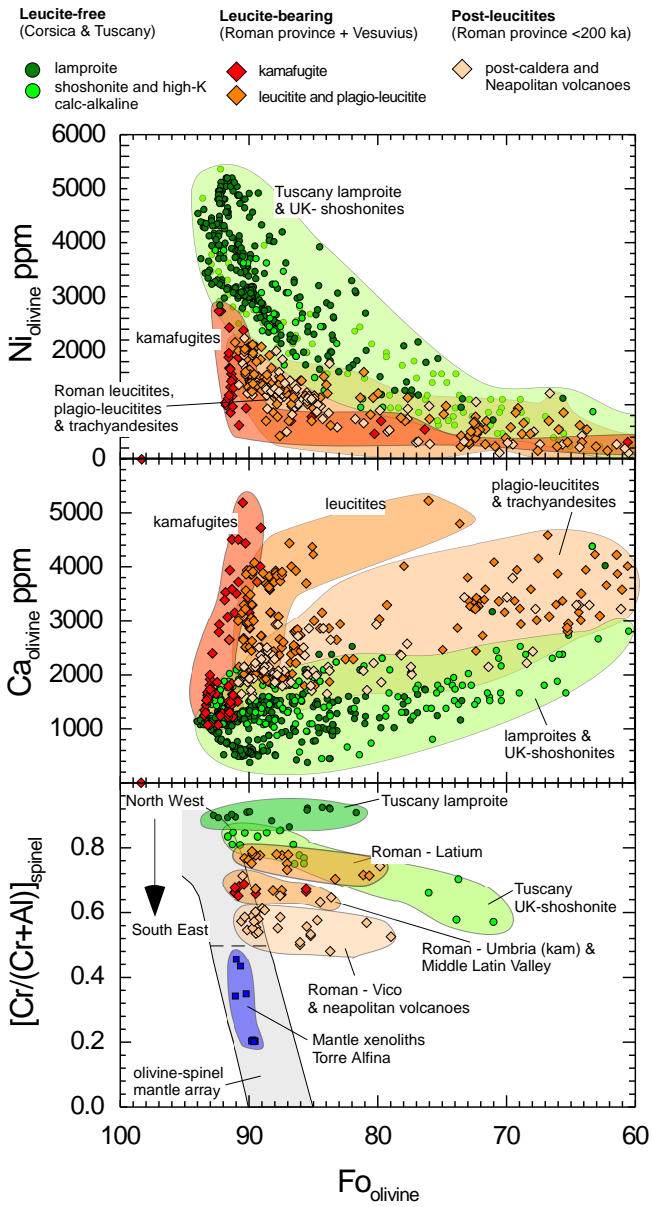 Leucite-free
(Corsica & Tuscany)
Leucite-bearing
(Roman province + Vesuvius)
Post-leucitites
(Roman province <200 ka)
lamproite
shoshonite and high-K
calc-alkaline
kamafugite
leucitite and plagio-leucitite
post-caldera and
Neapolitan volcanoes
6000
5000
4000
3000
2000
1000
0
Niolivine ppm
Tuscany lamproite
& UK- shoshonites
kamafugites
Roman leucitites,
plagio-leucitites
& trachyandesites
5000
4000
3000
2000
1000
Caolivine ppm
kamafugites
leucitites
plagio-leucitites
& trachyandesites
lamproites &
UK-shoshonites
0.8
0.6
0.4
0.2
0.0
[Cr/(Cr+Al)]spinel
North West
South East
Tuscany lamproite
Roman - Latium
Tuscany
UK-shoshonite
Roman - Umbria (kam) &
Middle Latin Valley
Roman - Vico
& neapolitan volcanoes
Mantle xenoliths
Torre Alfina
olivine-spinel
mantle array
100
90
80
70
60
Foolivine